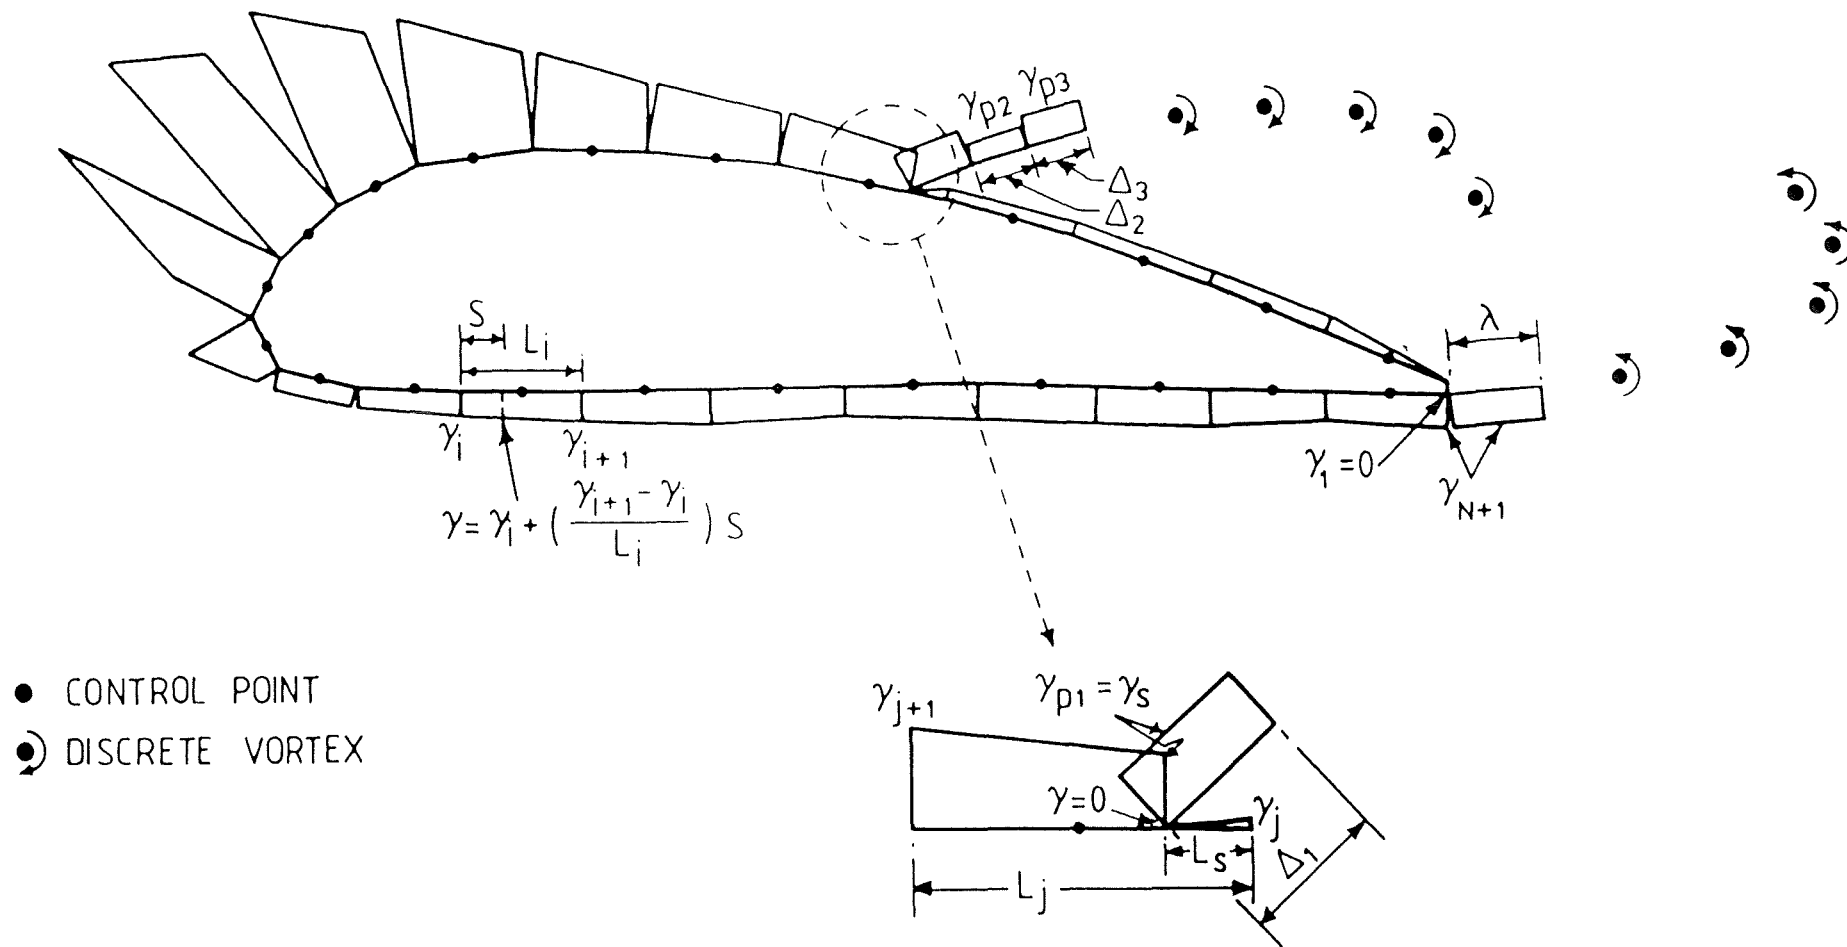 γp2
γp3
Δ3
Δ2
S
Li
λ
γi
γi+1
γ1=0
γN+1
γ = γi + ( (γi+1 - γi) / Li ) S
CONTROL POINT
DISCRETE VORTEX
γj+1
γp1 = γs
γ=0
γj
Ls
Δ1
Lj